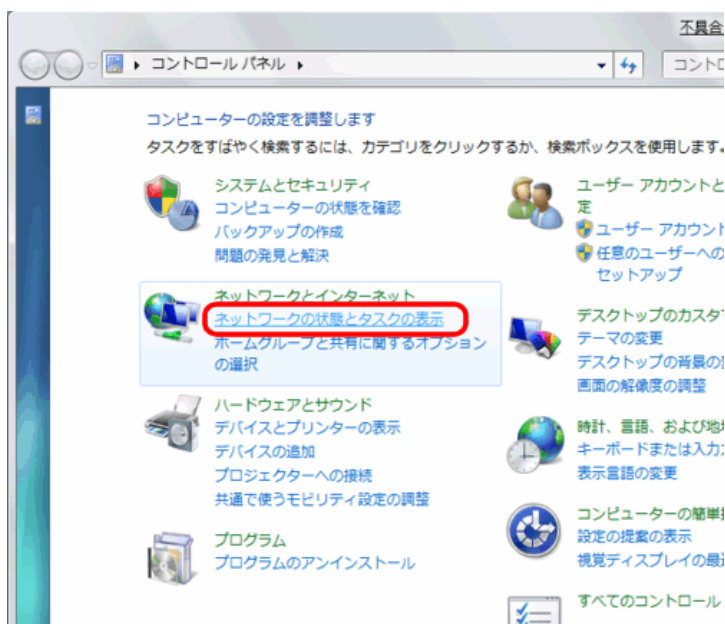 不具合
コントロール パネル
コントロ
コンピューターの設定を調整します
タスクをすばやく検索するには、カテゴリをクリックするか、検索ボックスを使用します。
システムとセキュリティ
コンピューターの状態を確認
バックアップの作成
問題の発見と解決
ネットワークとインターネット
ネットワークの状態とタスクの表示
ホームグループと共有に関するオプション
の選択
ハードウェアとサウンド
デバイスとプリンターの表示
デバイスの追加
プロジェクターへの接続
共通で使うモビリティ設定の調整
プログラム
プログラムのアンインストール
ユーザー アカウントと
定
ユーザー アカウント
任意のユーザーへの
セットアップ
デスクトップのカスタ
テーマの変更
デスクトップの背景の
画面の解像度の調整
時計、言語、および地
キーボードまたは入力
表示言語の変更
コンピューターの簡単
設定の提案の表示
視覚ディスプレイの最
すべてのコントロール